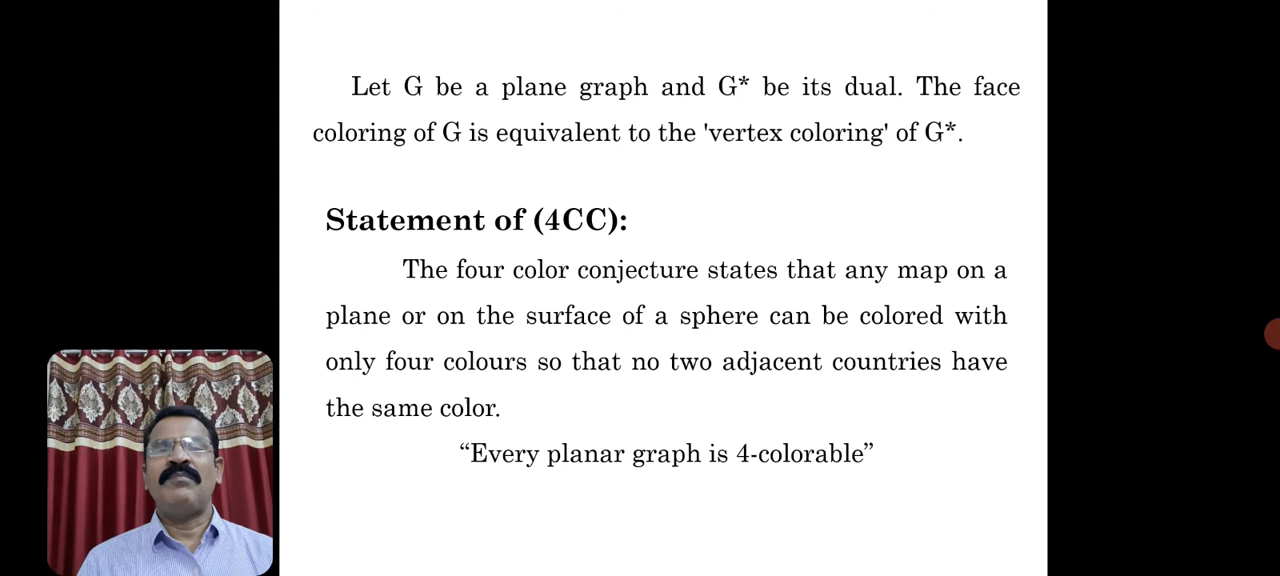 Let G be a plane graph and G* be its dual. The face
coloring of G is equivalent to the 'vertex coloring' of G*.
Statement of (4CC):
The four color conjecture states that any map on a
plane or on the surface of a sphere can be colored with
only four colours so that no two adjacent countries have
the same color.
“Every planar graph is 4-colorable”